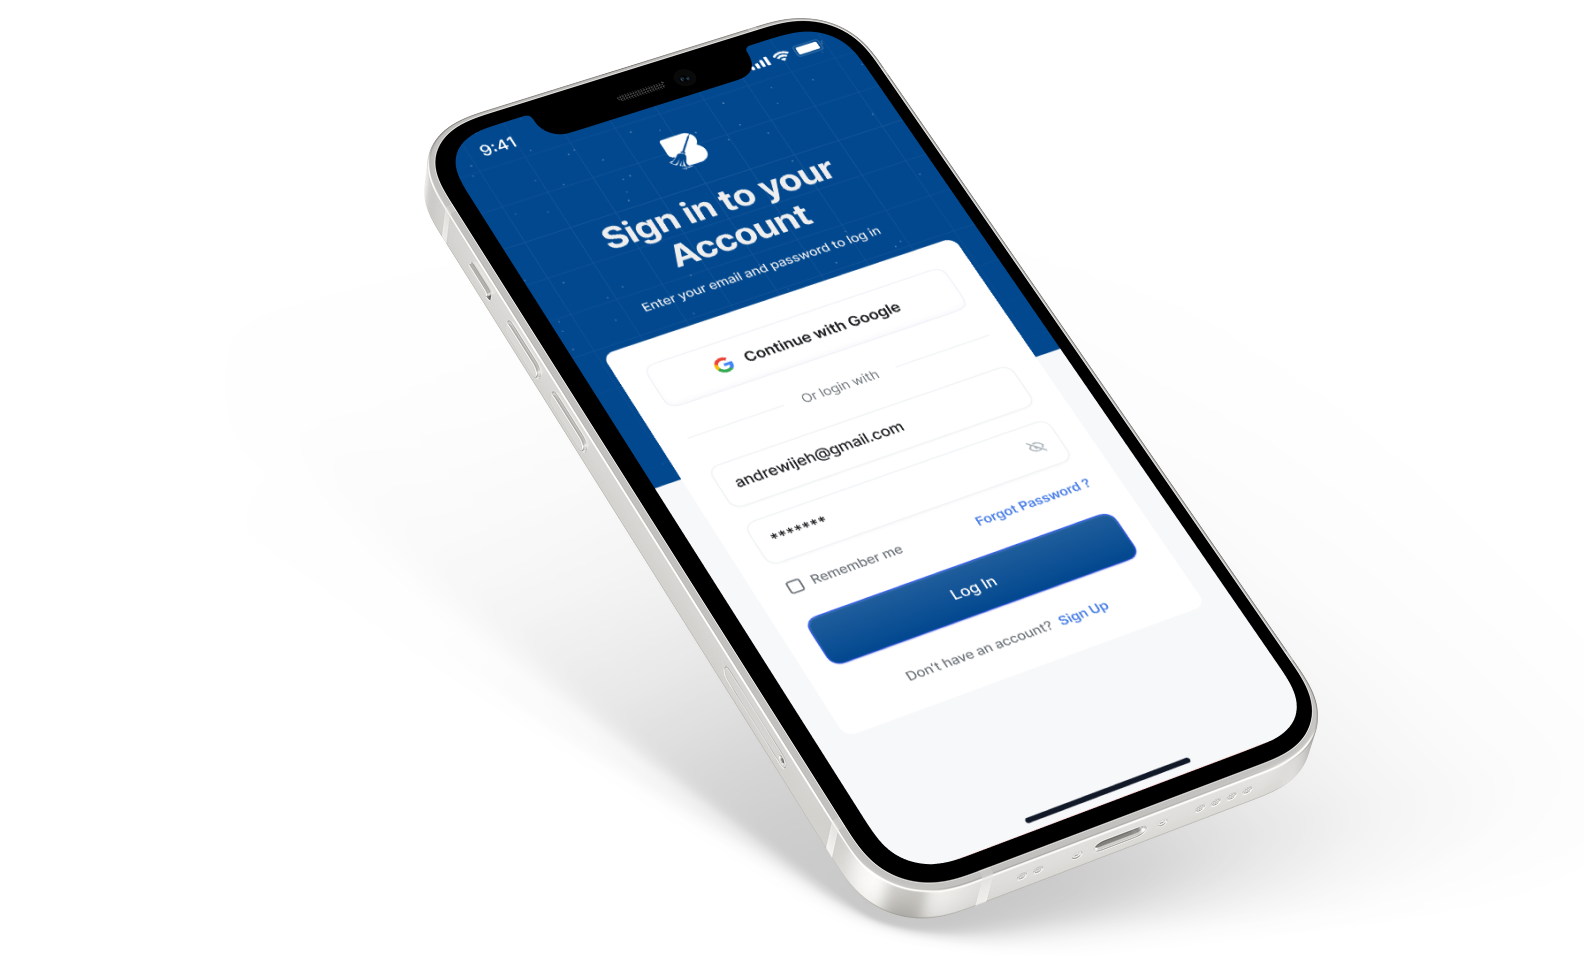 9:41
Sign in to your
Account
Enter your email and password to log in
Continue with Google
Or login with
andrewijeh@gmail.com
*******
Forgot Password ?
Remember me
Log In
Don't have an account? Sign Up